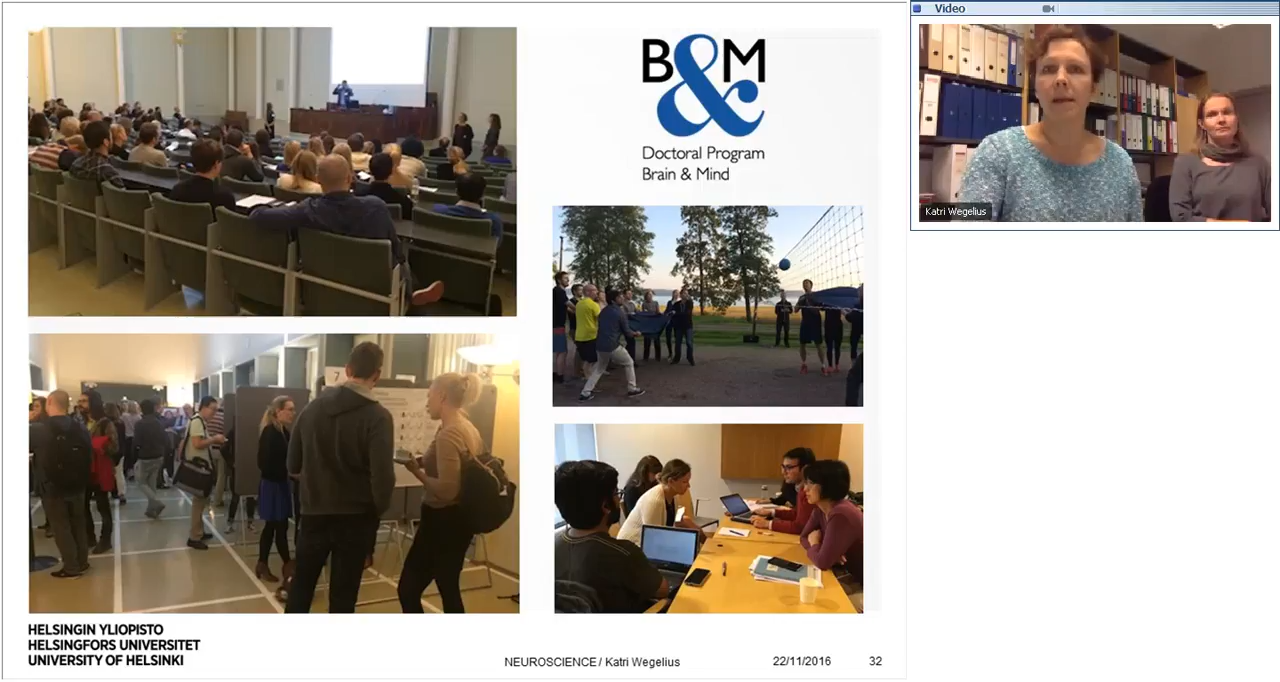 B&M
Doctoral Program
Brain & Mind
7
HELSINGIN YLIOPISTO
HELSINGFORS UNIVERSITET
UNIVERSITY OF HELSINKI
NEUROSCIENCE / Katri Wegelius
22/11/2016
32
Video
Katri Wegelius